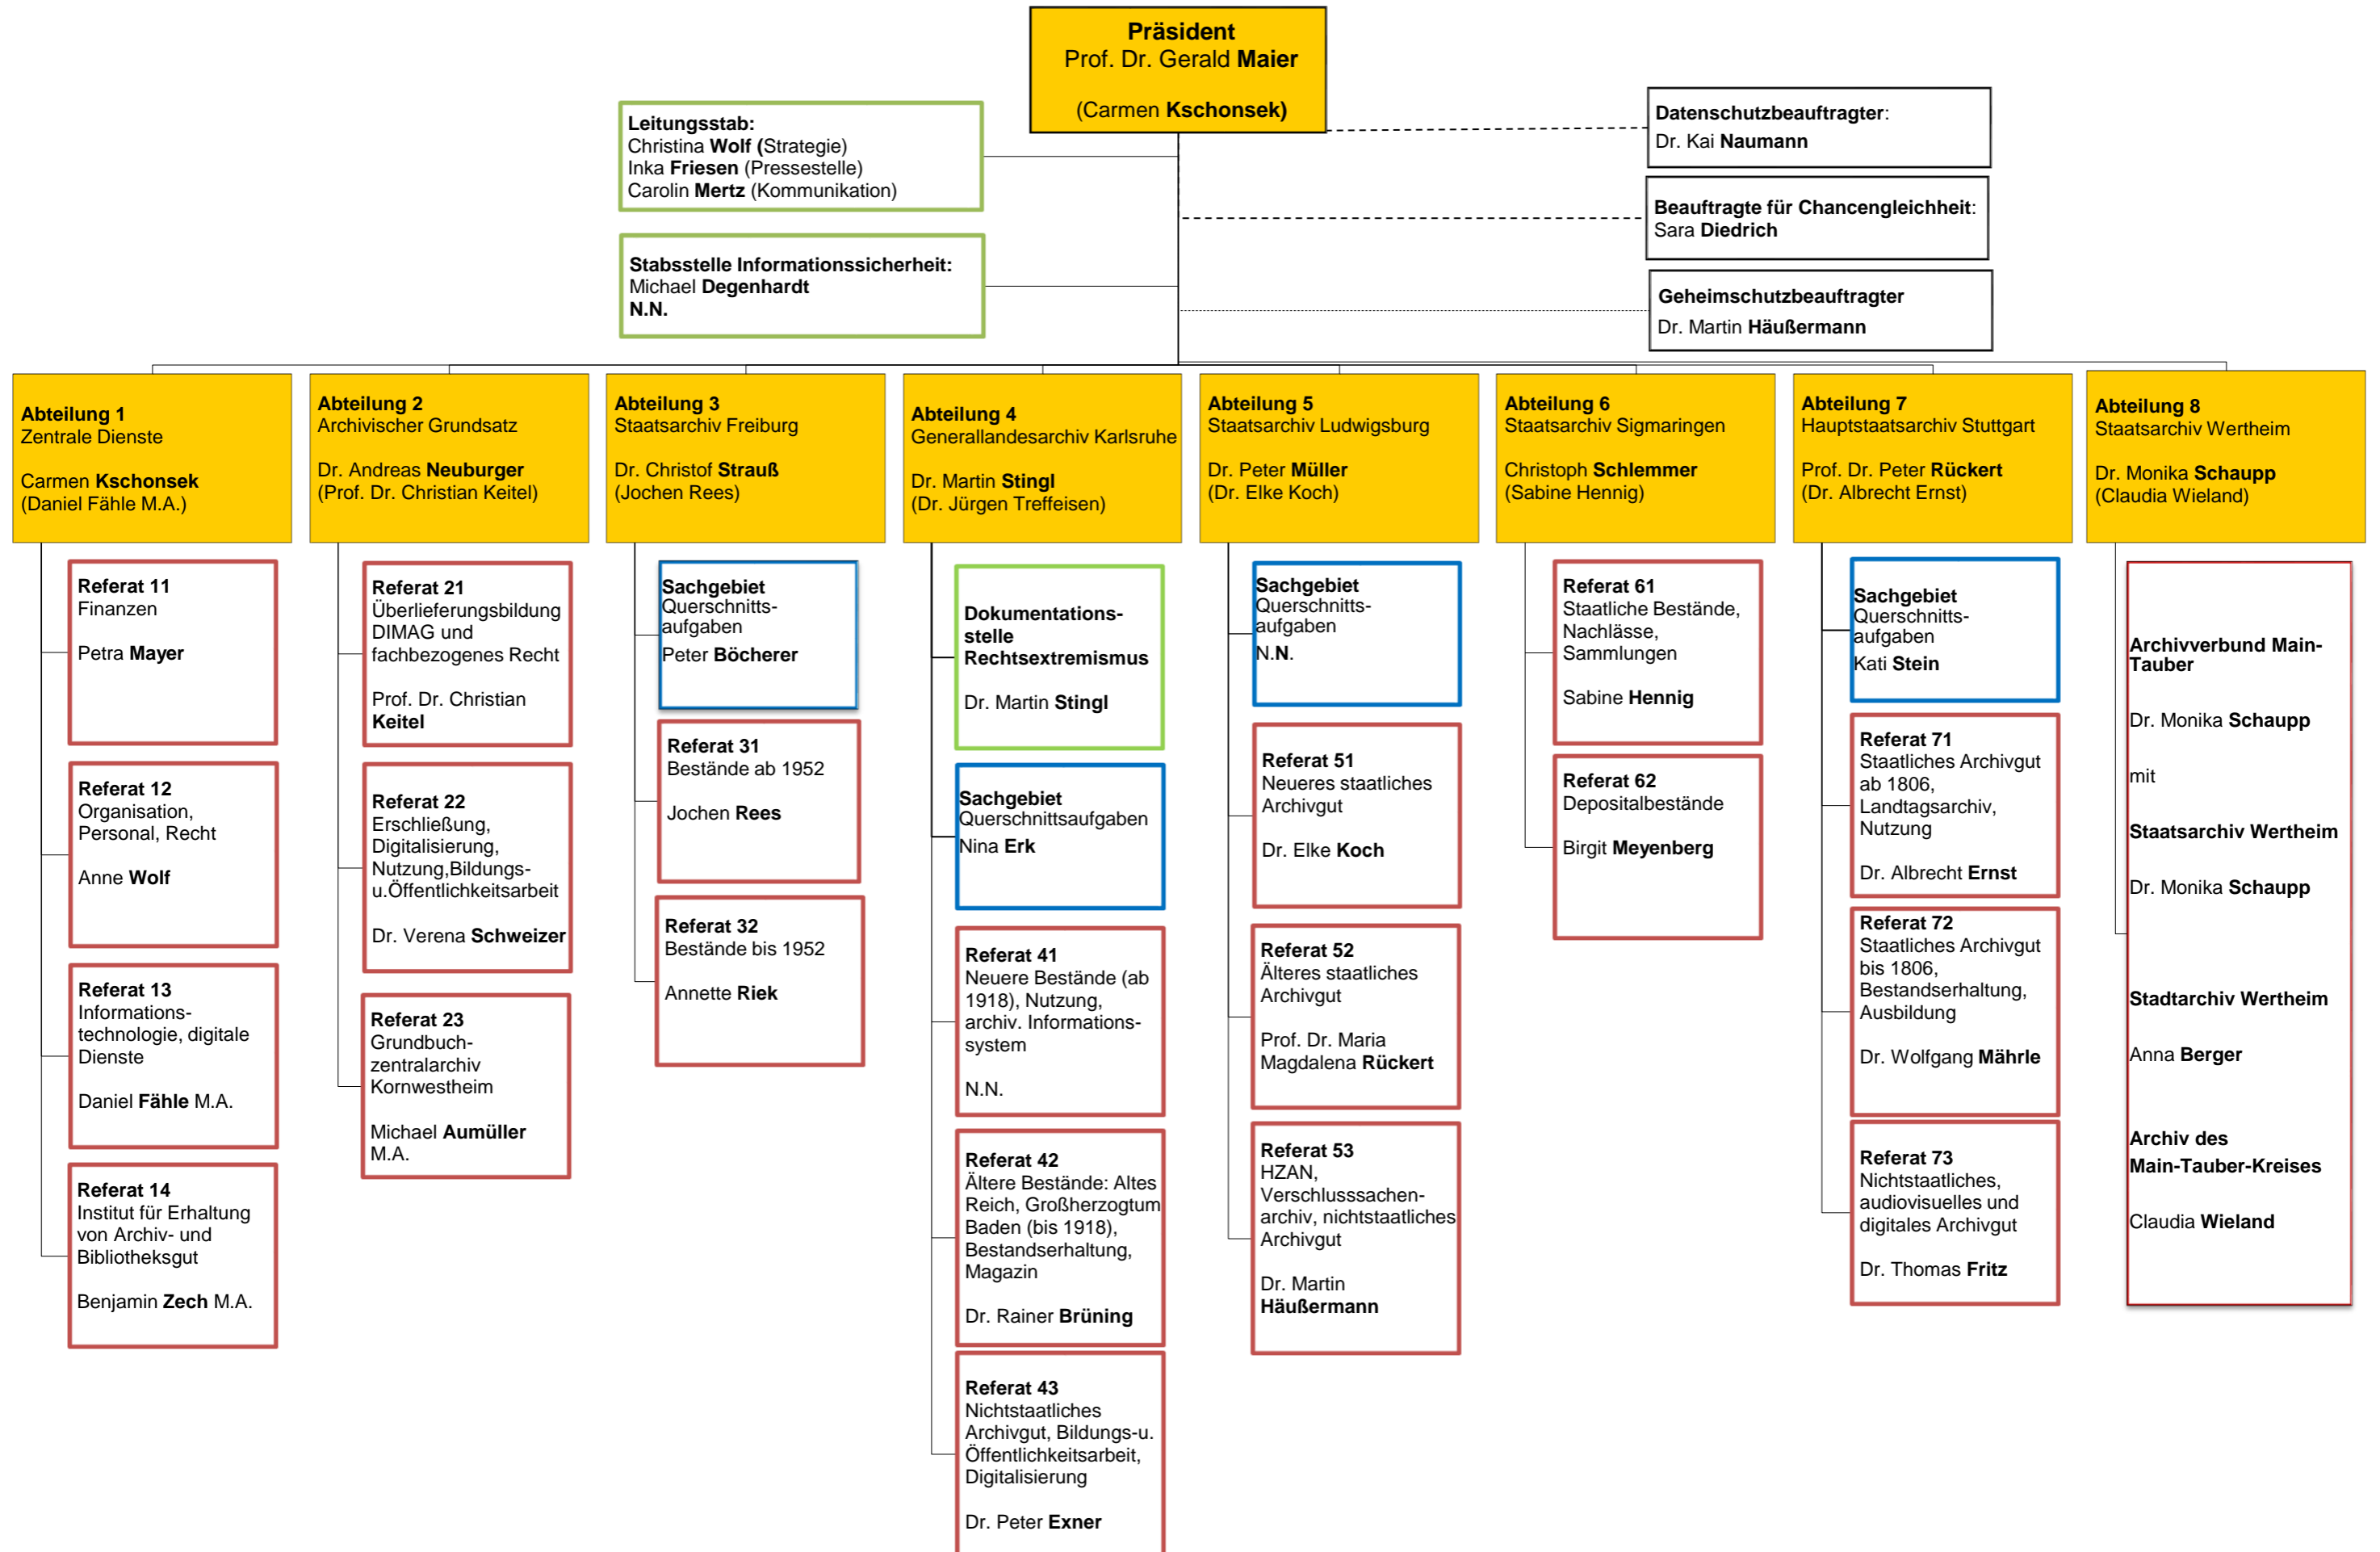 Präsident
Prof. Dr. Gerald Maier
(Carmen Kschonsek)
Leitungsstab:
Christina Wolf (Strategie)
Inka Friesen (Pressestelle)
Carolin Mertz (Kommunikation)
Stabsstelle Informationssicherheit:
Michael Degenhardt
N.N.
Datenschutzbeauftragter:
Dr. Kai Naumann
Beauftragte für Chancengleichheit:
Sara Diedrich
Geheimschutzbeauftragter
Dr. Martin Häußermann
Abteilung 1
Zentrale Dienste
Carmen Kschonsek
(Daniel Fähle M.A.)
Referat 11
Finanzen
Petra Mayer
Referat 12
Organisation,
Personal, Recht
Anne Wolf
Referat 13
Informations-
technologie, digitale
Dienste
Daniel Fähle M.A.
Referat 14
Institut für Erhaltung
von Archiv- und
Bibliotheksgut
Benjamin Zech M.A.
Abteilung 2
Archivischer Grundsatz
Dr. Andreas Neuburger
(Prof. Dr. Christian Keitel)
Referat 21
Überlieferungsbildung
DIMAG und
fachbezogenes Recht
Prof. Dr. Christian
Keitel
Referat 22
Erschließung,
Digitalisierung,
Nutzung,Bildungs-
u.Öffentlichkeitsarbeit
Dr. Verena Schweizer
Referat 23
Grundbuch-
zentralarchiv
Kornwestheim
Michael Aumüller
M.A.
Abteilung 3
Staatsarchiv Freiburg
Dr. Christof Strauß
(Jochen Rees)
Sachgebiet
Querschnitts-
aufgaben
Peter Böcherer
Referat 31
Bestände ab 1952
Jochen Rees
Referat 32
Bestände bis 1952
Annette Riek
Abteilung 4
Generallandesarchiv Karlsruhe
Dr. Martin Stingl
(Dr. Jürgen Treffeisen)
Dokumentations-
stelle
Rechtsextremismus
Dr. Martin Stingl
Sachgebiet
Querschnittsaufgaben
Nina Erk
Referat 41
Neuere Bestände (ab
1918), Nutzung,
archiv. Informations-
system
N.N.
Referat 42
Ältere Bestände: Altes
Reich, Großherzogtum
Baden (bis 1918),
Bestandserhaltung,
Magazin
Dr. Rainer Brüning
Referat 43
Nichtstaatliches
Archivgut, Bildungs-u.
Öffentlichkeitsarbeit,
Digitalisierung
Dr. Peter Exner
Abteilung 5
Staatsarchiv Ludwigsburg
Dr. Peter Müller
(Dr. Elke Koch)
Sachgebiet
Querschnitts-
aufgaben
N.N.
Referat 51
Neueres staatliches
Archivgut
Dr. Elke Koch
Referat 52
Älteres staatliches
Archivgut
Prof. Dr. Maria
Magdalena Rückert
Referat 53
HZAN,
Verschlusssachen-
archiv, nichtstaatliches
Archivgut
Dr. Martin
Häußermann
Abteilung 6
Staatsarchiv Sigmaringen
Christoph Schlemmer
(Sabine Hennig)
Referat 61
Staatliche Bestände,
Nachlässe,
Sammlungen
Sabine Hennig
Referat 62
Depositalbestände
Birgit Meyenberg
Abteilung 7
Hauptstaatsarchiv Stuttgart
Prof. Dr. Peter Rückert
(Dr. Albrecht Ernst)
Sachgebiet
Querschnitts-
aufgaben
Kati Stein
Referat 71
Staatliches Archivgut
ab 1806,
Landtagsarchiv,
Nutzung
Dr. Albrecht Ernst
Referat 72
Staatliches Archivgut
bis 1806,
Bestandserhaltung,
Ausbildung
Dr. Wolfgang Mährle
Referat 73
Nichtstaatliches,
audiovisuelles und
digitales Archivgut
Dr. Thomas Fritz
Abteilung 8
Staatsarchiv Wertheim
Dr. Monika Schaupp
(Claudia Wieland)
Archivverbund Main-
Tauber
Dr. Monika Schaupp
mit
Staatsarchiv Wertheim
Dr. Monika Schaupp
Stadtarchiv Wertheim
Anna Berger
Archiv des
Main-Tauber-Kreises
Claudia Wieland